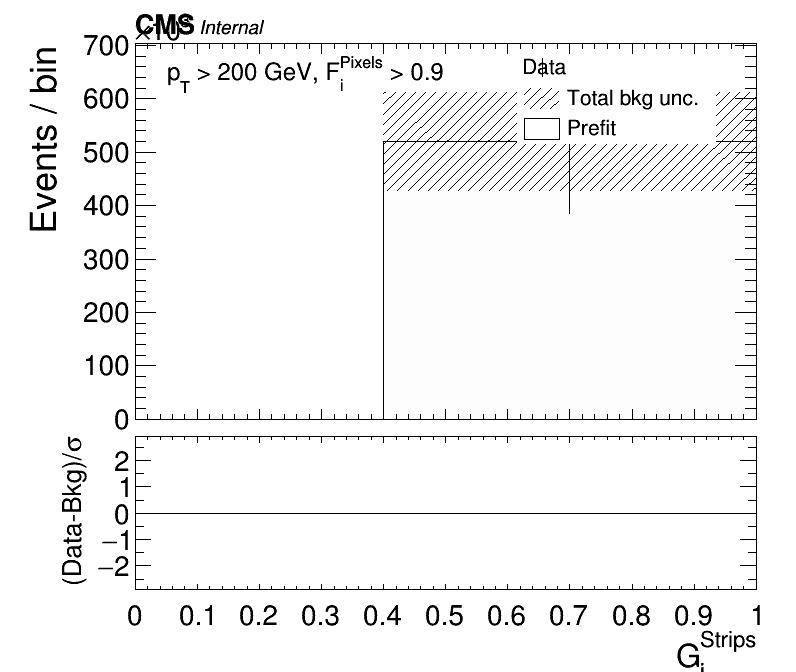 CMS Internal
700
p_T > 200 GeV, F_i^Pixels > 0.9
Data
Total bkg unc.
Prefit
Events / bin
600
500
400
300
200
100
0
(Data-Bkg)/σ
2
1
0
−1
−2
0 0.1 0.2 0.3 0.4 0.5 0.6 0.7 0.8 0.9 1
G_i^Strips